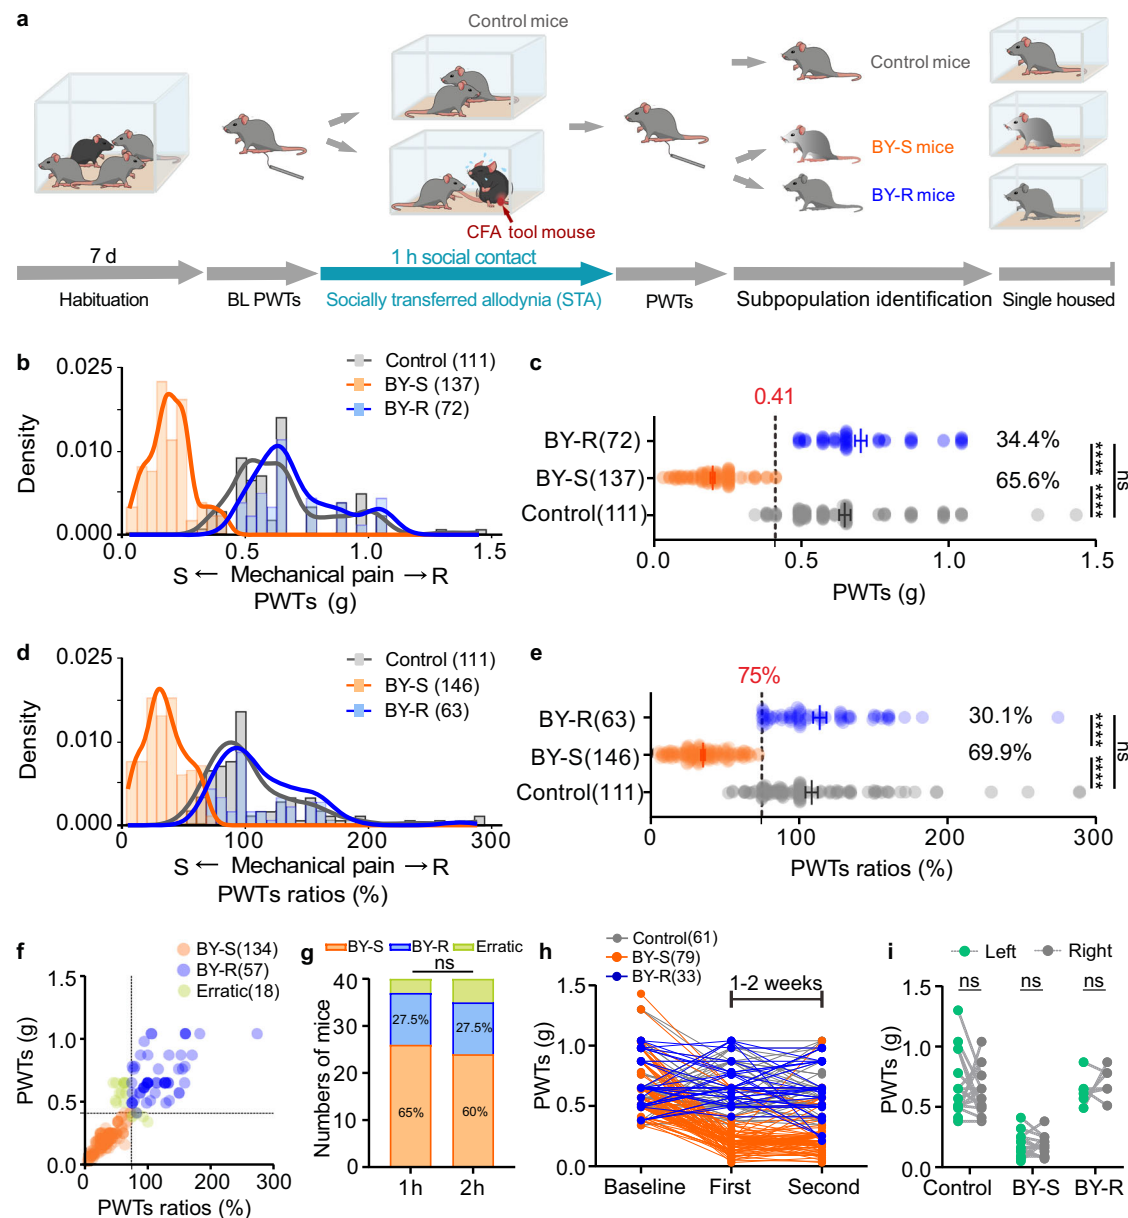 a
Control mice
Control mice
BY-S mice
BY-R mice
CFA tool mouse
7 d
1 h social contact
Habituation
BL PWTs
Socially transferred allodynia (STA)
PWTs
Subpopulation identification
Single housed
b
0.025
0.010
0.000
Density
Control (111)
BY-S (137)
BY-R (72)
0.0
0.5
1.0
1.5
S ← Mechanical pain → R
PWTs (g)
c
0.41
BY-R(72)
34.4%
BY-S(137)
65.6%
Control(111)
****
****
ns
0.0
0.5
1.0
1.5
PWTs (g)
d
0.025
0.010
0.000
Density
Control (111)
BY-S (146)
BY-R (63)
0
100
200
300
S ← Mechanical pain → R
PWTs ratios (%)
e
75%
BY-R(63)
30.1%
BY-S(146)
69.9%
Control(111)
****
****
ns
0
100
200
300
PWTs ratios (%)
f
BY-S(134)
BY-R(57)
Erratic(18)
1.5
1.0
0.5
0.0
PWTs (g)
0
100
200
300
PWTs ratios (%)
g
BY-S
BY-R
Erratic
ns
40
30
20
10
0
Numbers of mice
27.5%
27.5%
65%
60%
1h
2h
h
Control(61)
BY-S(79)
BY-R(33)
1-2 weeks
1.5
1.0
0.5
0.0
PWTs (g)
Baseline
First
Second
i
Left
Right
ns
ns
ns
1.5
1.0
0.5
0.0
PWTs (g)
Control
BY-S
BY-R